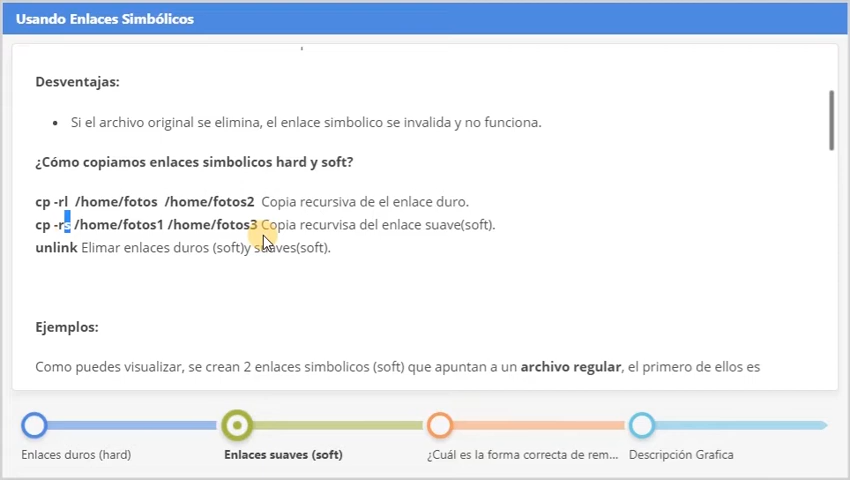 Usando Enlaces Simbólicos
Desventajas:
• Si el archivo original se elimina, el enlace simbolico se invalida y no funciona.
¿Cómo copiamos enlaces simbolicos hard y soft?
cp -rl /home/fotos /home/fotos2 Copia recursiva de el enlace duro.
cp -rs /home/fotos1 /home/fotos3 Copia recurvisa del enlace suave(soft).
unlink Elimar enlaces duros (soft)y suaves(soft).
Ejemplos:
Como puedes visualizar, se crean 2 enlaces simbolicos (soft) que apuntan a un archivo regular, el primero de ellos es
Enlaces duros (hard)
Enlaces suaves (soft)
¿Cuál es la forma correcta de rem...
Descripción Grafica